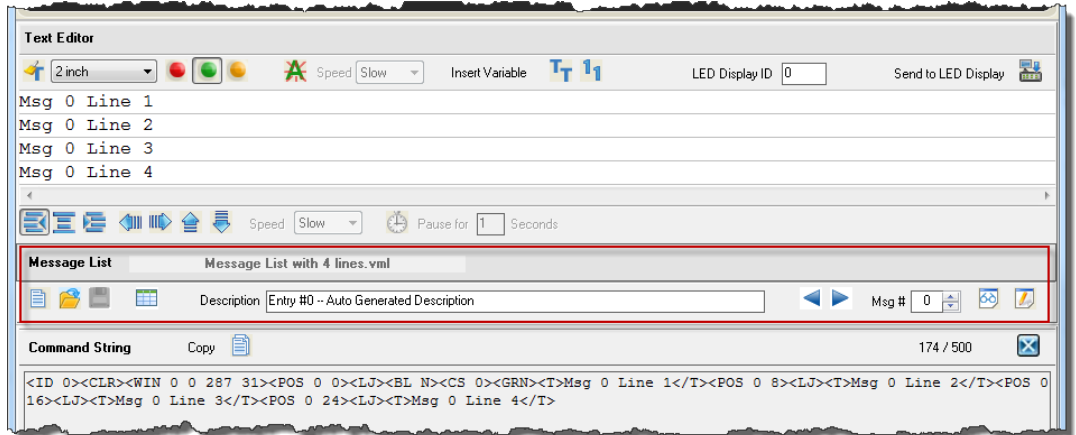 Text Editor
2 inch Speed Slow Insert Variable TT 11 LED Display ID 0 Send to LED Display
Msg 0 Line 1
Msg 0 Line 2
Msg 0 Line 3
Msg 0 Line 4
Speed Slow Pause for 1 Seconds
Message List Message List with 4 lines.vml
Description Entry #0 -- Auto Generated Description Msg # 0
Command String Copy 174 / 500
<ID 0><CLR><WIN 0 0 287 31><POS 0 0><LJ><BL N><CS 0><GRN><T>Msg 0 Line 1</T><POS 0 8><LJ><T>Msg 0 Line 2</T><POS 0
16><LJ><T>Msg 0 Line 3</T><POS 0 24><LJ><T>Msg 0 Line 4</T>